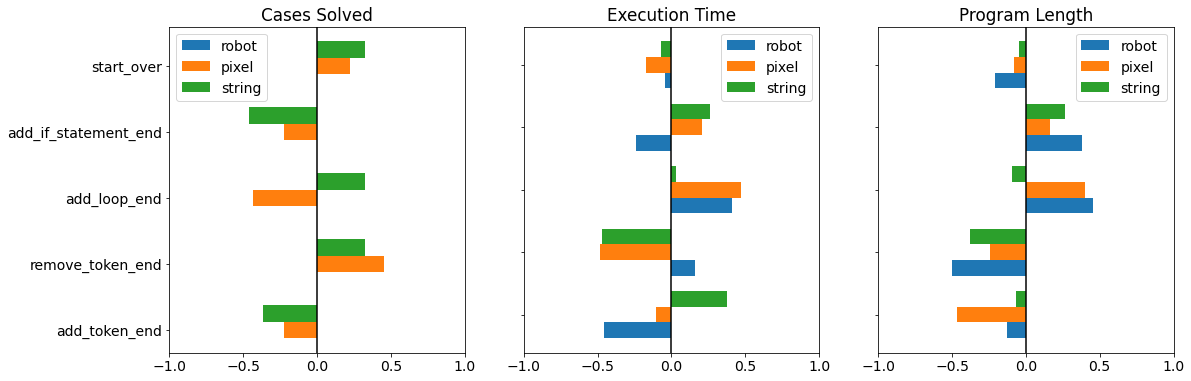 Cases Solved
Execution Time
Program Length
robot
pixel
string
robot
pixel
string
robot
pixel
string
start_over
add_if_statement_end
add_loop_end
remove_token_end
add_token_end
−1.0 −0.5 0.0 0.5 1.0
−1.0 −0.5 0.0 0.5 1.0
−1.0 −0.5 0.0 0.5 1.0